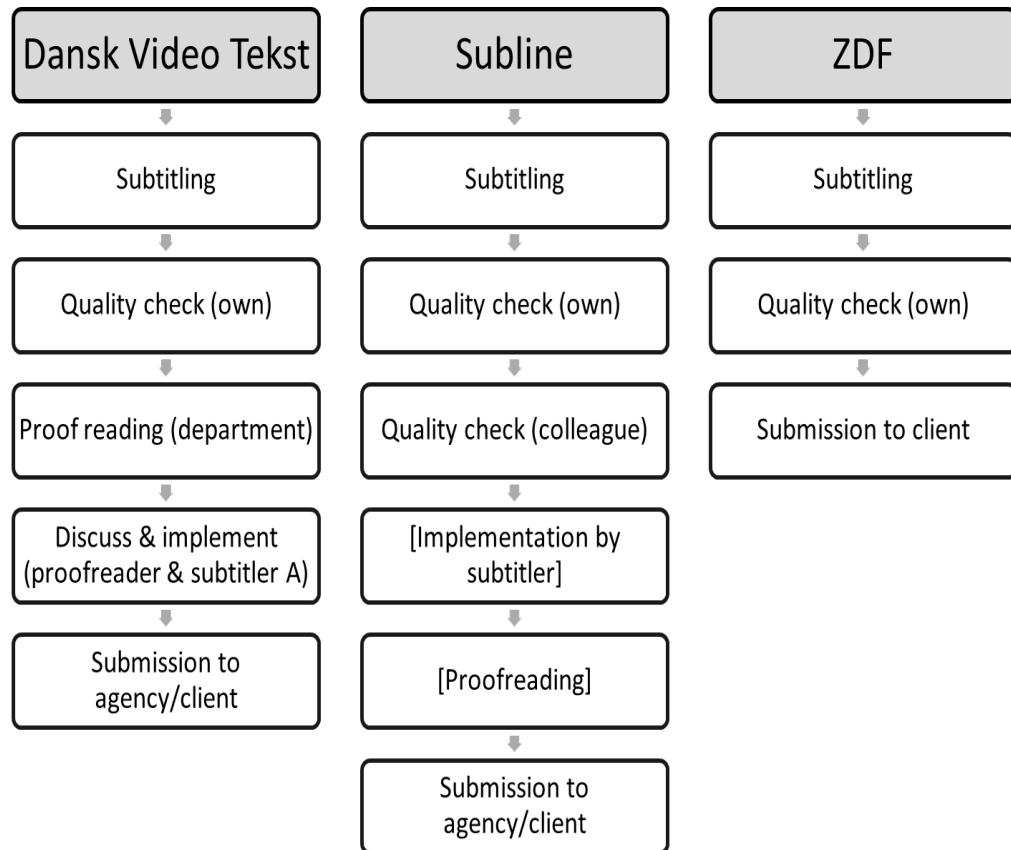 Dansk Video Tekst
Subtitling
Quality check (own)
Proof reading (department)
Discuss & implement
(proofreader & subtitler A)
Submission to
agency/client
Subline
Subtitling
Quality check (own)
Quality check (colleague)
[Implementation by
subtitler]
[Proofreading]
Submission to
agency/client
ZDF
Subtitling
Quality check (own)
Submission to client